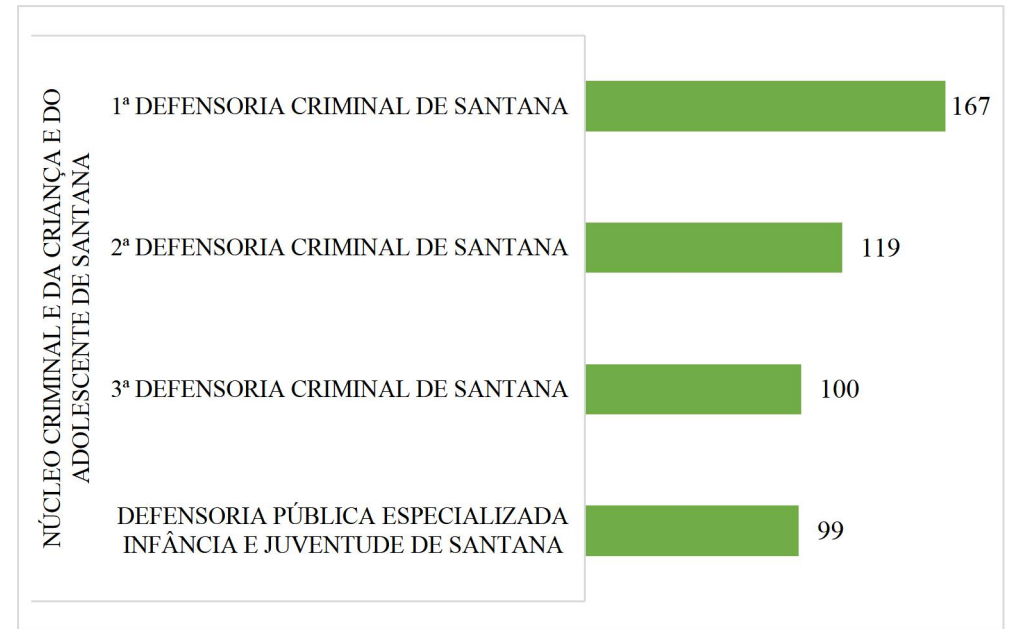 NÚCLEO CRIMINAL E DA CRIANÇA E DO
ADOLESCENTE DE SANTANA
1ª DEFENSORIA CRIMINAL DE SANTANA
167
2ª DEFENSORIA CRIMINAL DE SANTANA
119
3ª DEFENSORIA CRIMINAL DE SANTANA
100
DEFENSORIA PÚBLICA ESPECIALIZADA
INFÂNCIA E JUVENTUDE DE SANTANA
99